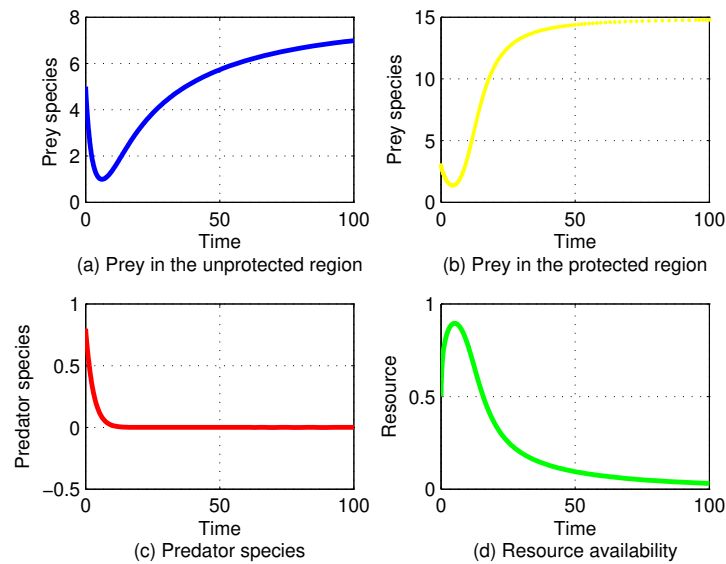 8
6
4
2
0
0
50
100
Prey species
Time
(a) Prey in the unprotected region
15
10
5
0
0
50
100
Prey species
Time
(b) Prey in the protected region
1
0.5
0
−0.5
0
50
100
Predator species
Time
(c) Predator species
1
0.5
0
0
50
100
Resource
Time
(d) Resource availability